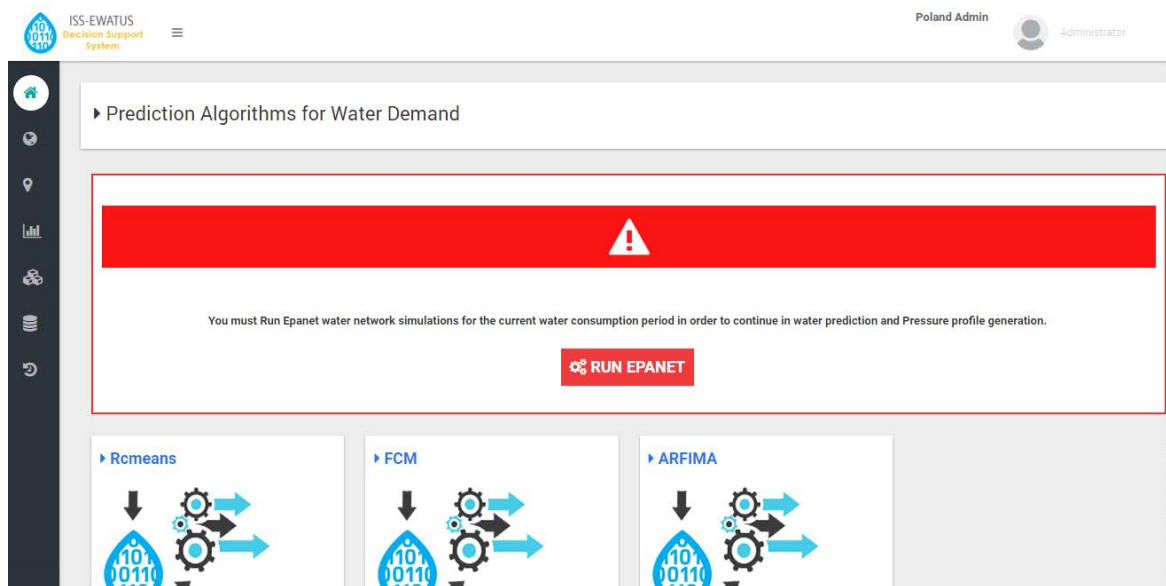 ISS-EWATUS
Decision Support
System
Poland Admin
Administrator
Prediction Algorithms for Water Demand
You must Run Epanet water network simulations for the current water consumption period in order to continue in water prediction and Pressure profile generation.
RUN EPANET
Rcmeans
FCM
ARFIMA